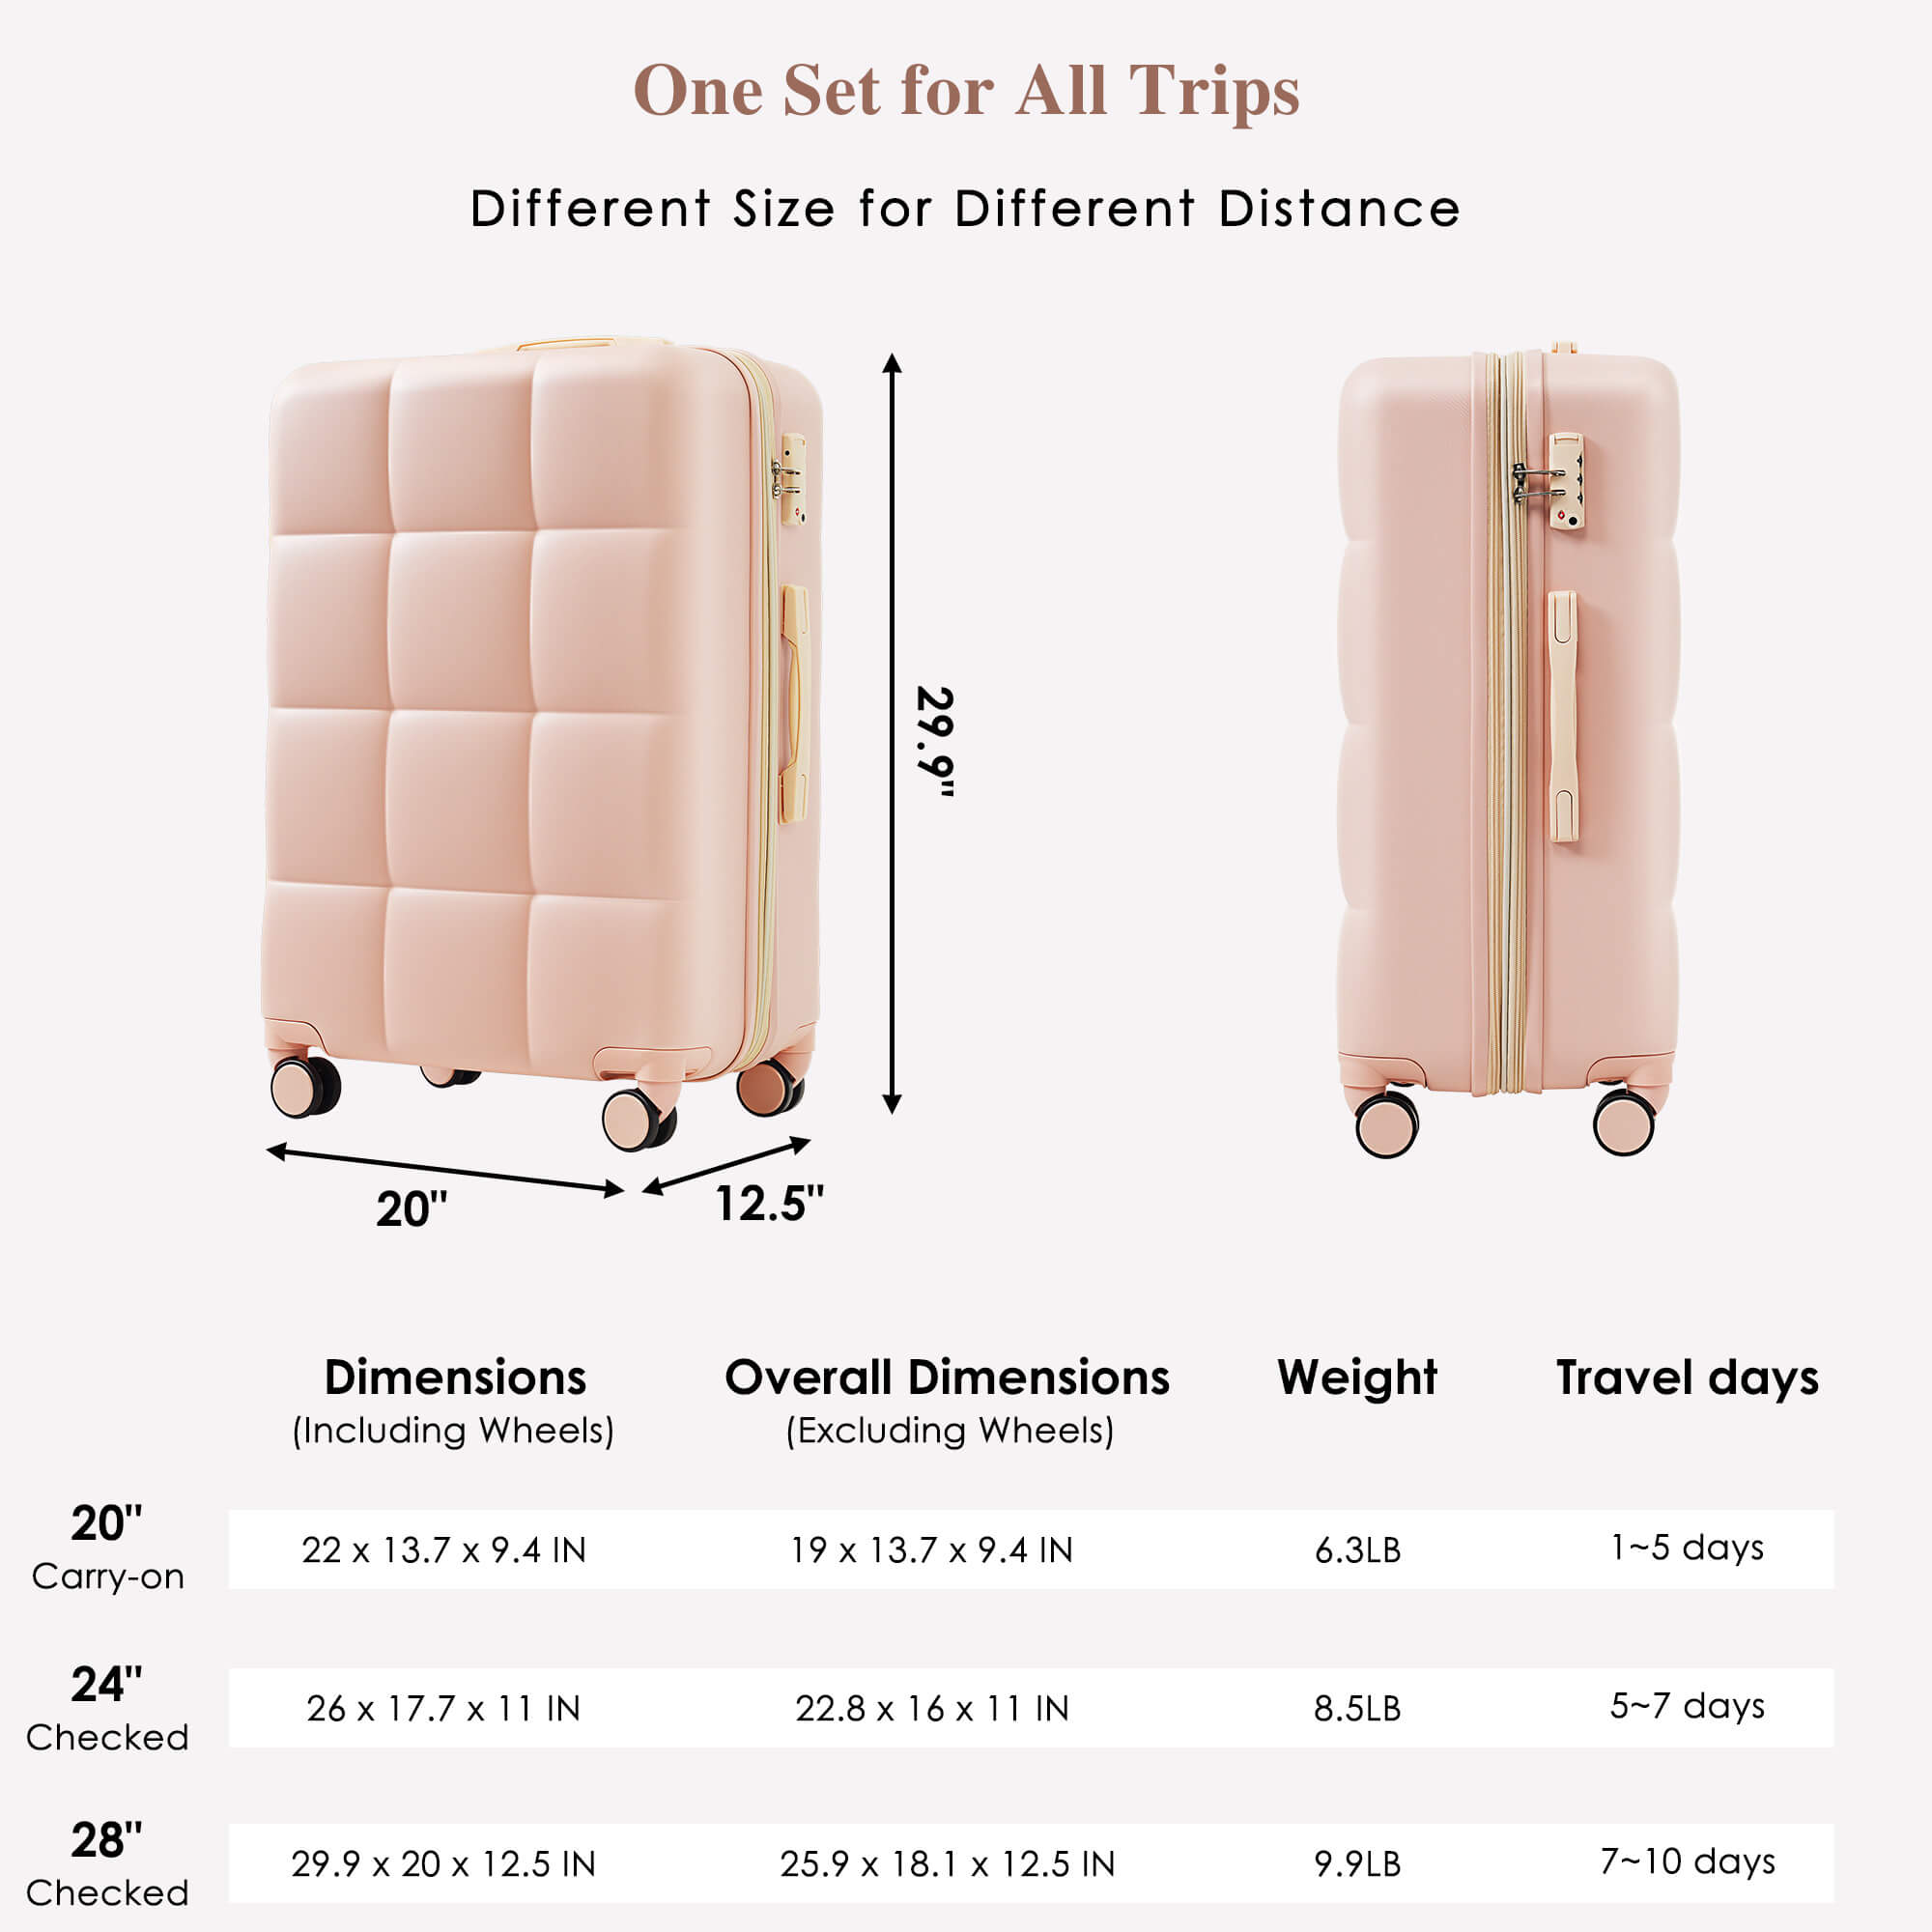 One Set for All Trips
Different Size for Different Distance
29.9"
20"
12.5"
Dimensions Overall Dimensions Weight Travel days
(Including Wheels) (Excluding Wheels)
20"
Carry-on
22 x 13.7 x 9.4 IN 19 x 13.7 x 9.4 IN 6.3LB 1~5 days
24"
Checked
26 x 17.7 x 11 IN 22.8 x 16 x 11 IN 8.5LB 5~7 days
28"
Checked
29.9 x 20 x 12.5 IN 25.9 x 18.1 x 12.5 IN 9.9LB 7~10 days